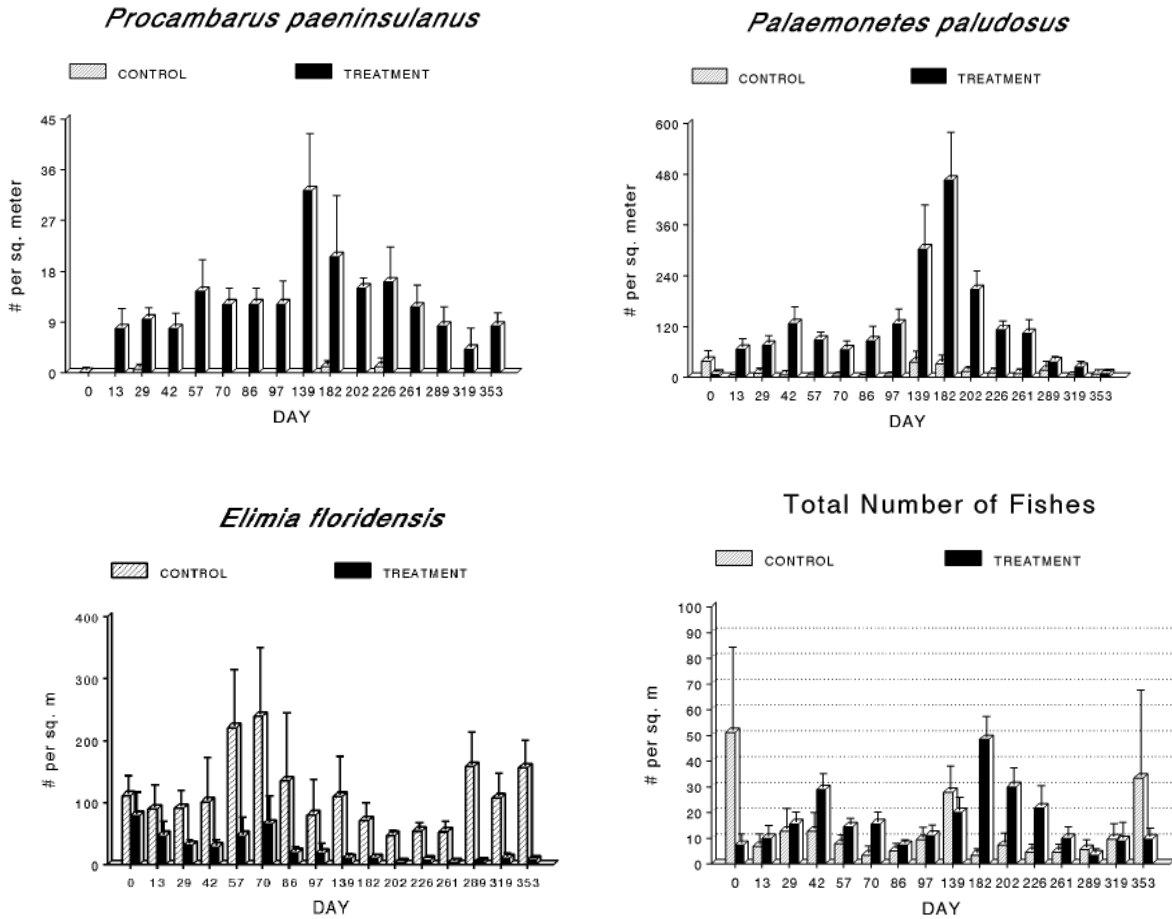 Procambarus paeninsulanus
CONTROL TREATMENT
45
36
27
18
9
0
# per sq. meter
0 13 29 42 57 70 86 97 139 182 202 226 261 289 319 353
DAY
Palaemonetes paludosus
CONTROL TREATMENT
600
480
360
240
120
0
# per sq. meter
0 13 29 42 57 70 86 97 139 182 202 226 261 289 319 353
DAY
Elimia floridensis
CONTROL TREATMENT
400
300
200
100
0
# per sq. m
0 13 29 42 57 70 86 97 139 182 202 226 261 289 319 353
DAY
Total Number of Fishes
CONTROL TREATMENT
100
90
80
70
60
50
40
30
20
10
0
# per sq. m
0 13 29 42 57 70 86 97 139 182 202 226 261 289 319 353
DAY